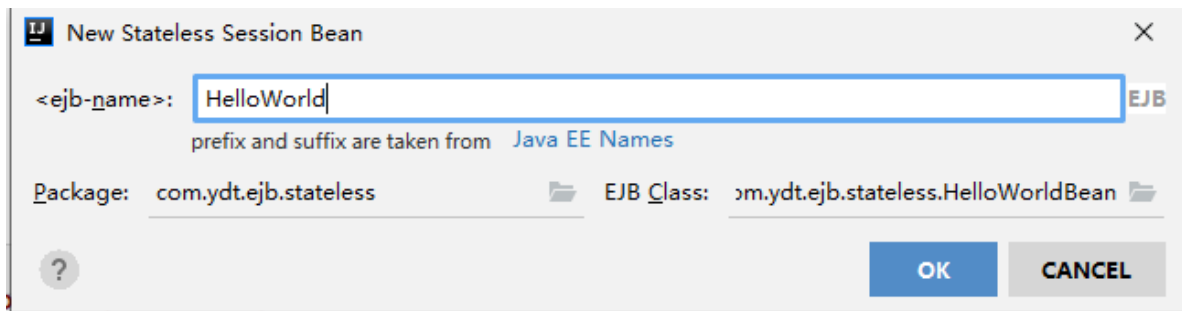 IJ New Stateless Session Bean
<ejb-name>: HelloWorld EJB
prefix and suffix are taken from Java EE Names
Package: com.ydt.ejb.stateless EJB Class: om.ydt.ejb.stateless.HelloWorldBean
? OK CANCEL